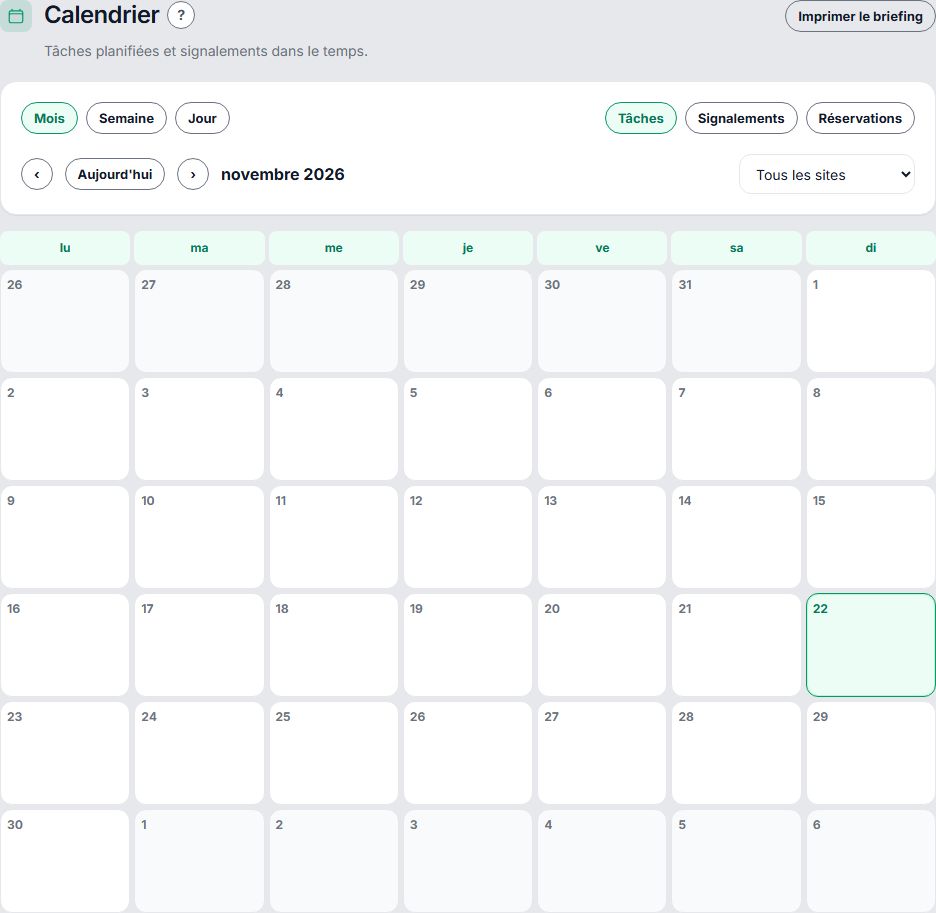 Calendrier ?
Imprimer le briefing
Tâches planifiées et signalements dans le temps.
Mois Semaine Jour
Tâches Signalements Réservations
‹ Aujourd'hui › novembre 2026
Tous les sites
lu ma me je ve sa di
26 27 28 29 30 31 1
2 3 4 5 6 7 8
9 10 11 12 13 14 15
16 17 18 19 20 21 22
23 24 25 26 27 28 29
30 1 2 3 4 5 6